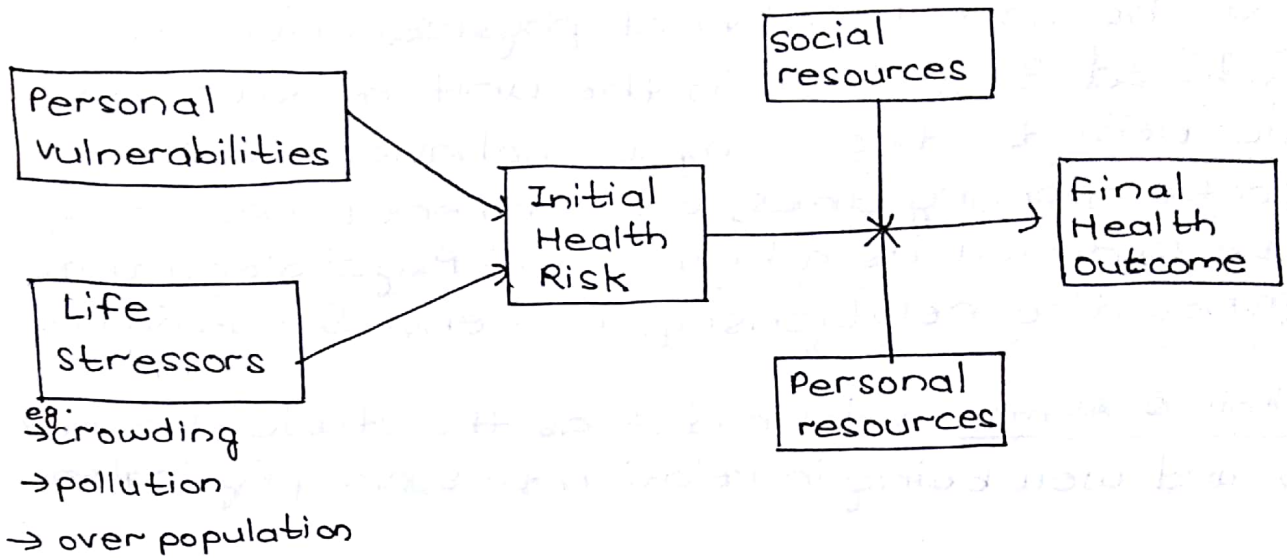 Personal
vulnerabilities
Life
stressors
eg.
→ crowding
→ pollution
→ over population
Initial
Health
Risk
social
resources
Personal
resources
Final
Health
outcome